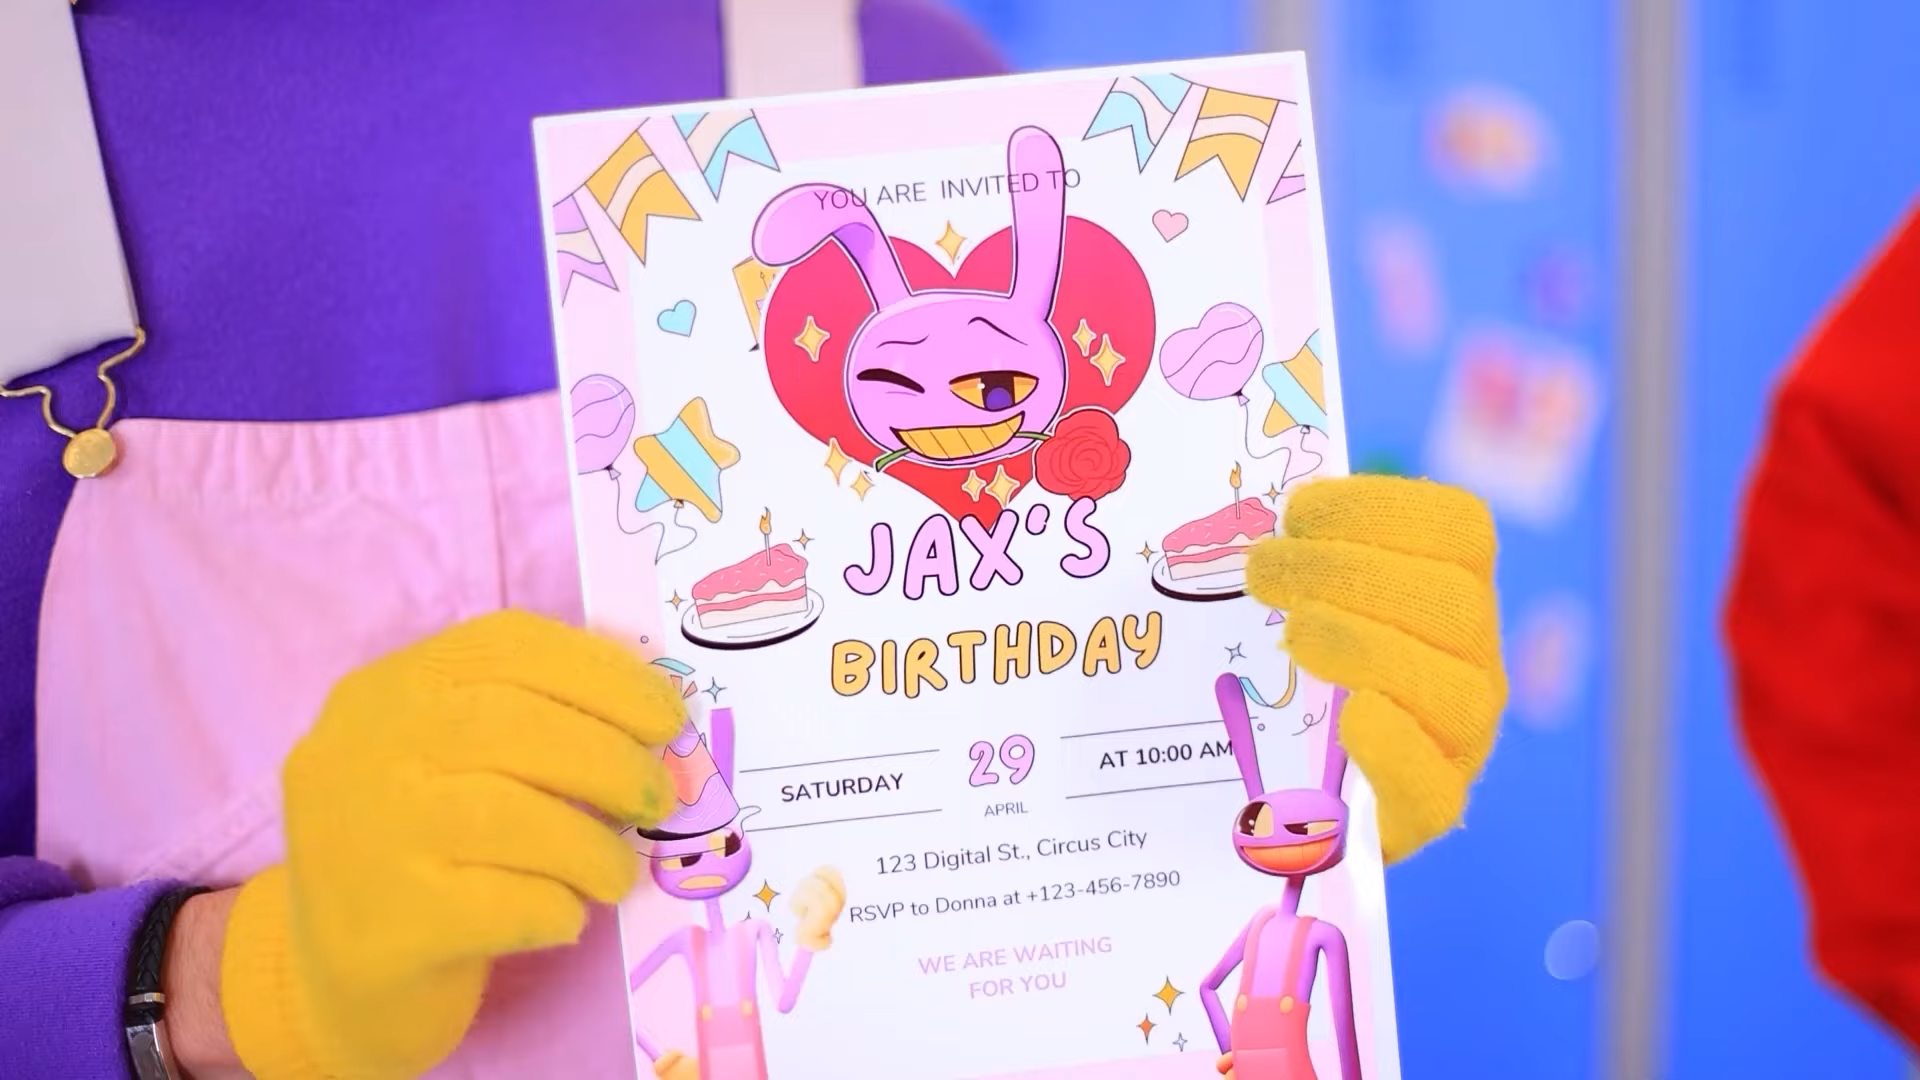 YOU ARE INVITED TO
JAX'S
BIRTHDAY
SATURDAY
29
APRIL
AT 10:00 AM
123 Digital St., Circus City
RSVP to Donna at +123-456-7890
WE ARE WAITING
FOR YOU